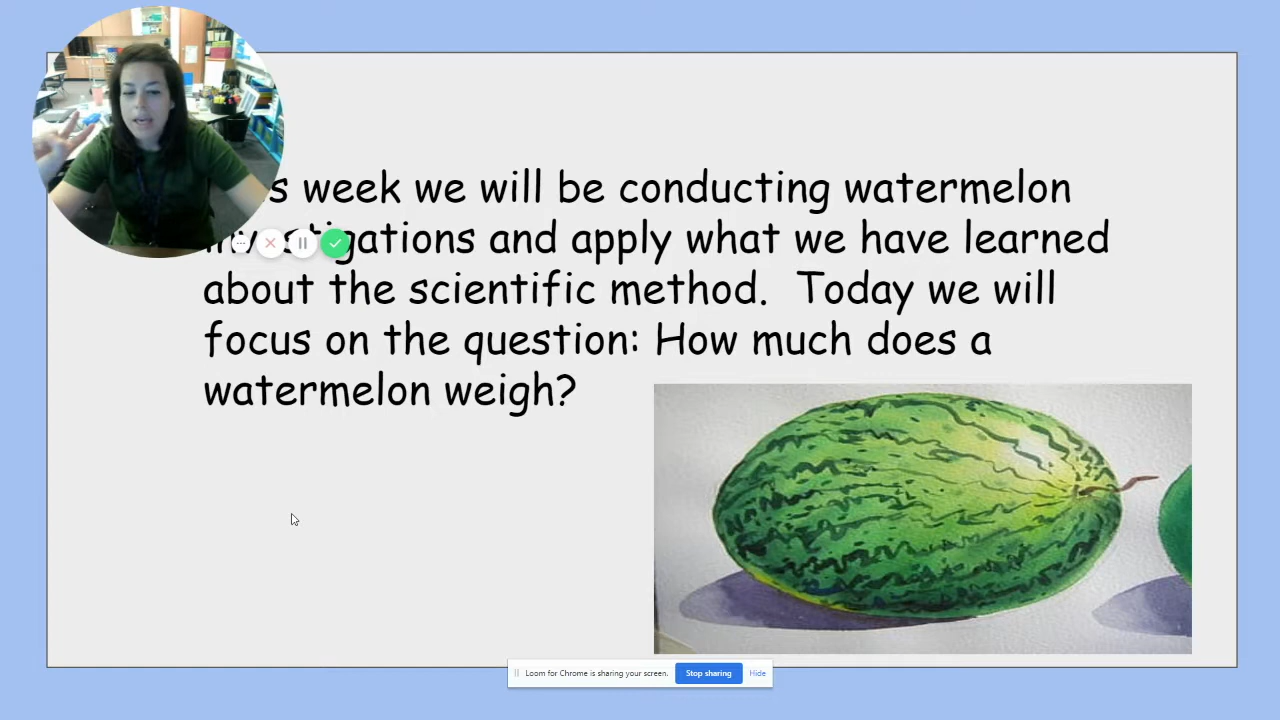 week we will be conducting watermelon
investigations and apply what we have learned
about the scientific method.  Today we will
focus on the question: How much does a
watermelon weigh?
Loom for Chrome is sharing your screen. Stop sharing Hide